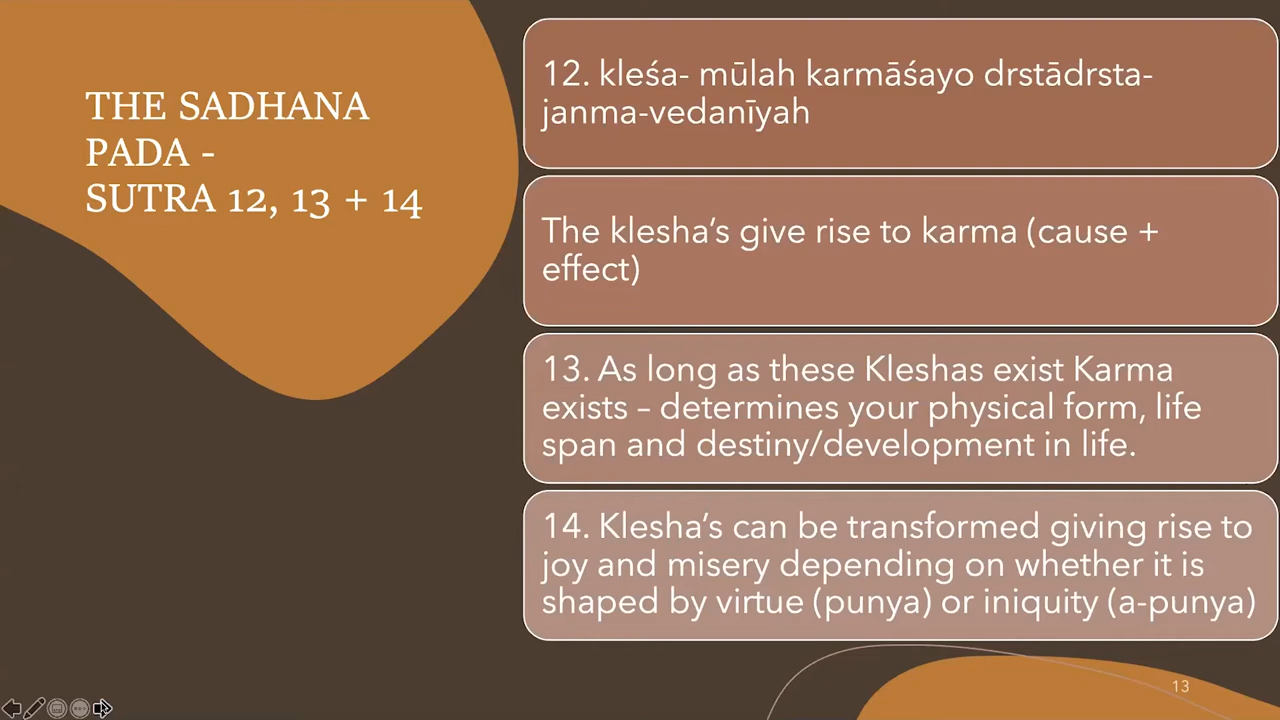 THE SADHANA
PADA -
SUTRA 12, 13 + 14
12. kleśa- mūlah karmāśayo drstādrsta-
janma-vedanīyah
The klesha’s give rise to karma (cause +
effect)
13. As long as these Kleshas exist Karma
exists – determines your physical form, life
span and destiny/development in life.
14. Klesha’s can be transformed giving rise to
joy and misery depending on whether it is
shaped by virtue (punya) or iniquity (a-punya)
13